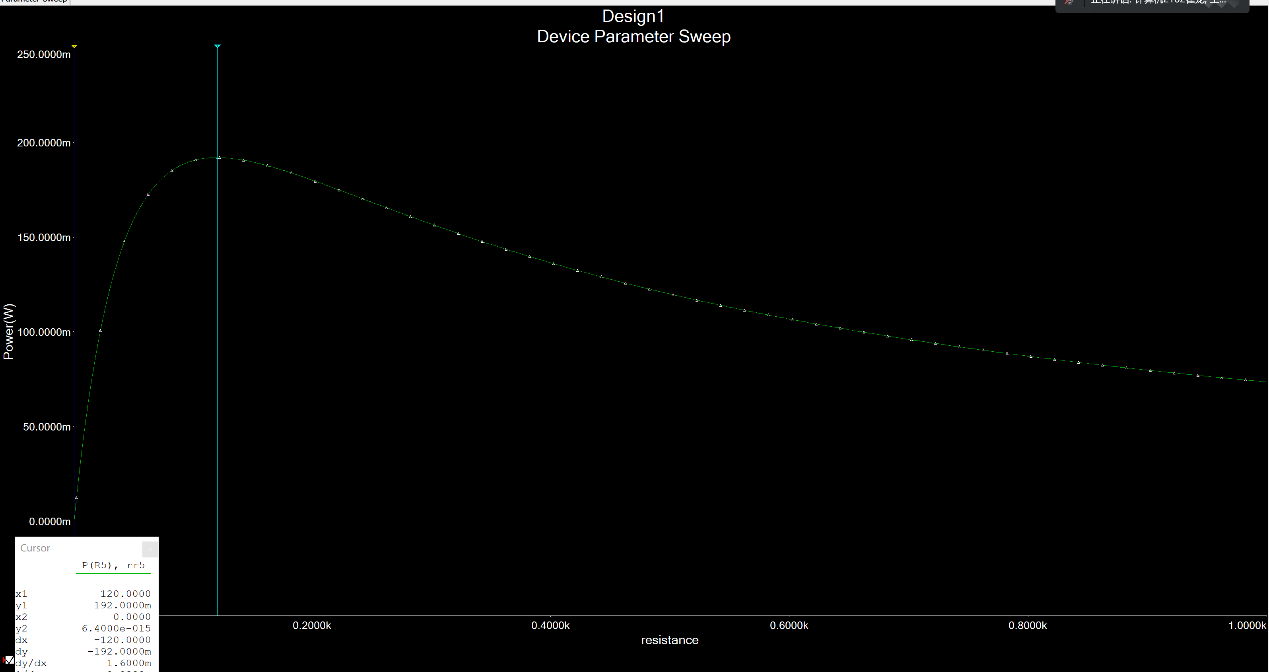 Design1
Device Parameter Sweep
250.0000m
200.0000m
150.0000m
100.0000m
50.0000m
0.0000m
Power(W)
0.2000k
0.4000k
0.6000k
0.8000k
1.0000k
resistance
Cursor
P(R5), rr5
x1 120.0000
y1 192.0000m
x2 0.0000
y2 6.4000e-015
dx -120.0000
dy -192.0000m
dy/dx 1.6000m